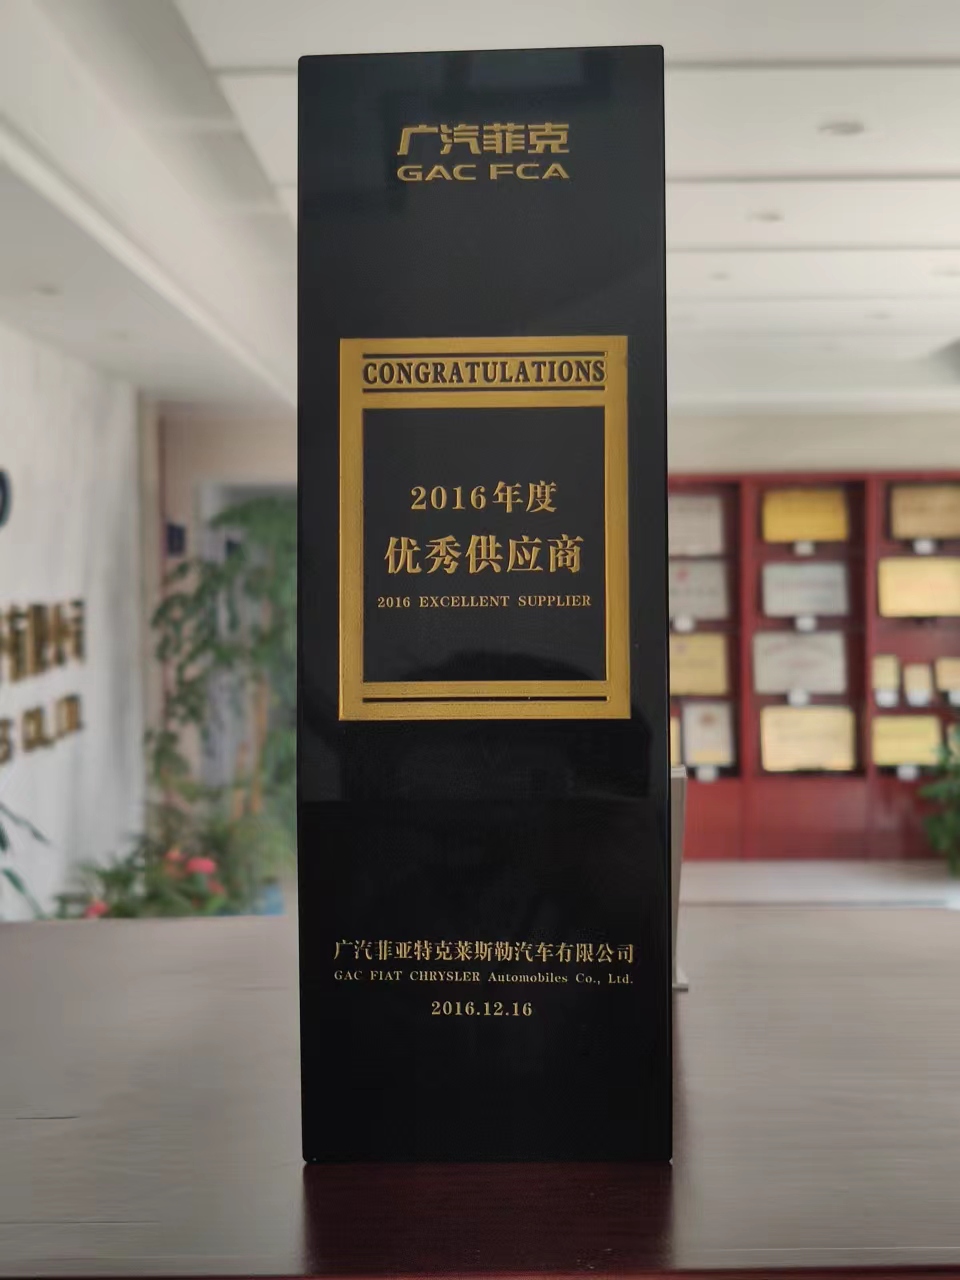 广汽菲克
GAC FCA
CONGRATULATIONS
2016年度
优秀供应商
2016 EXCELLENT SUPPLIER
广汽菲亚特克莱斯勒汽车有限公司
GAC FIAT CHRYSLER Automobiles Co., Ltd.
2016.12.16